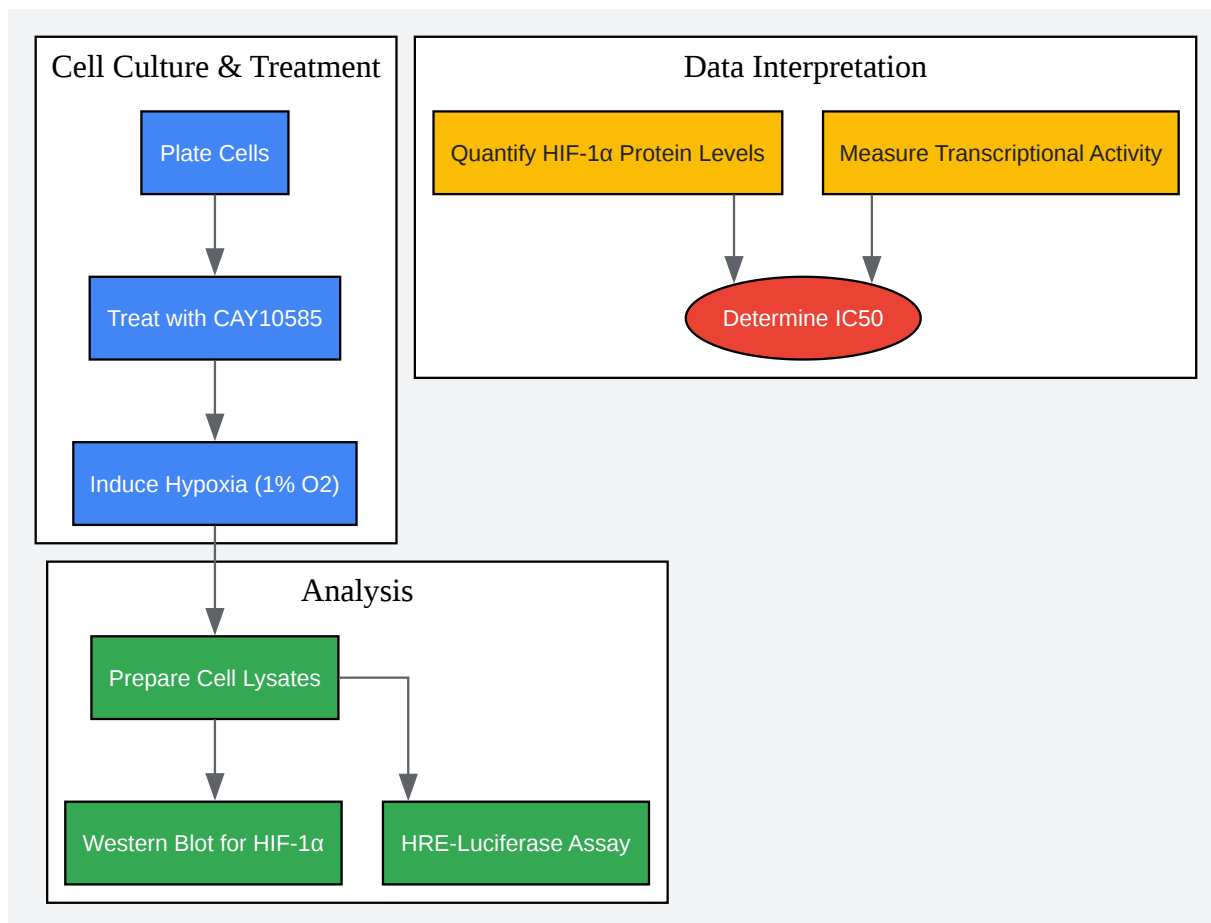 Cell Culture & Treatment
Plate Cells
Treat with CAY10585
Induce Hypoxia (1% O2)
Data Interpretation
Quantify HIF-1α Protein Levels
Measure Transcriptional Activity
Determine IC50
Analysis
Prepare Cell Lysates
Western Blot for HIF-1α
HRE-Luciferase Assay